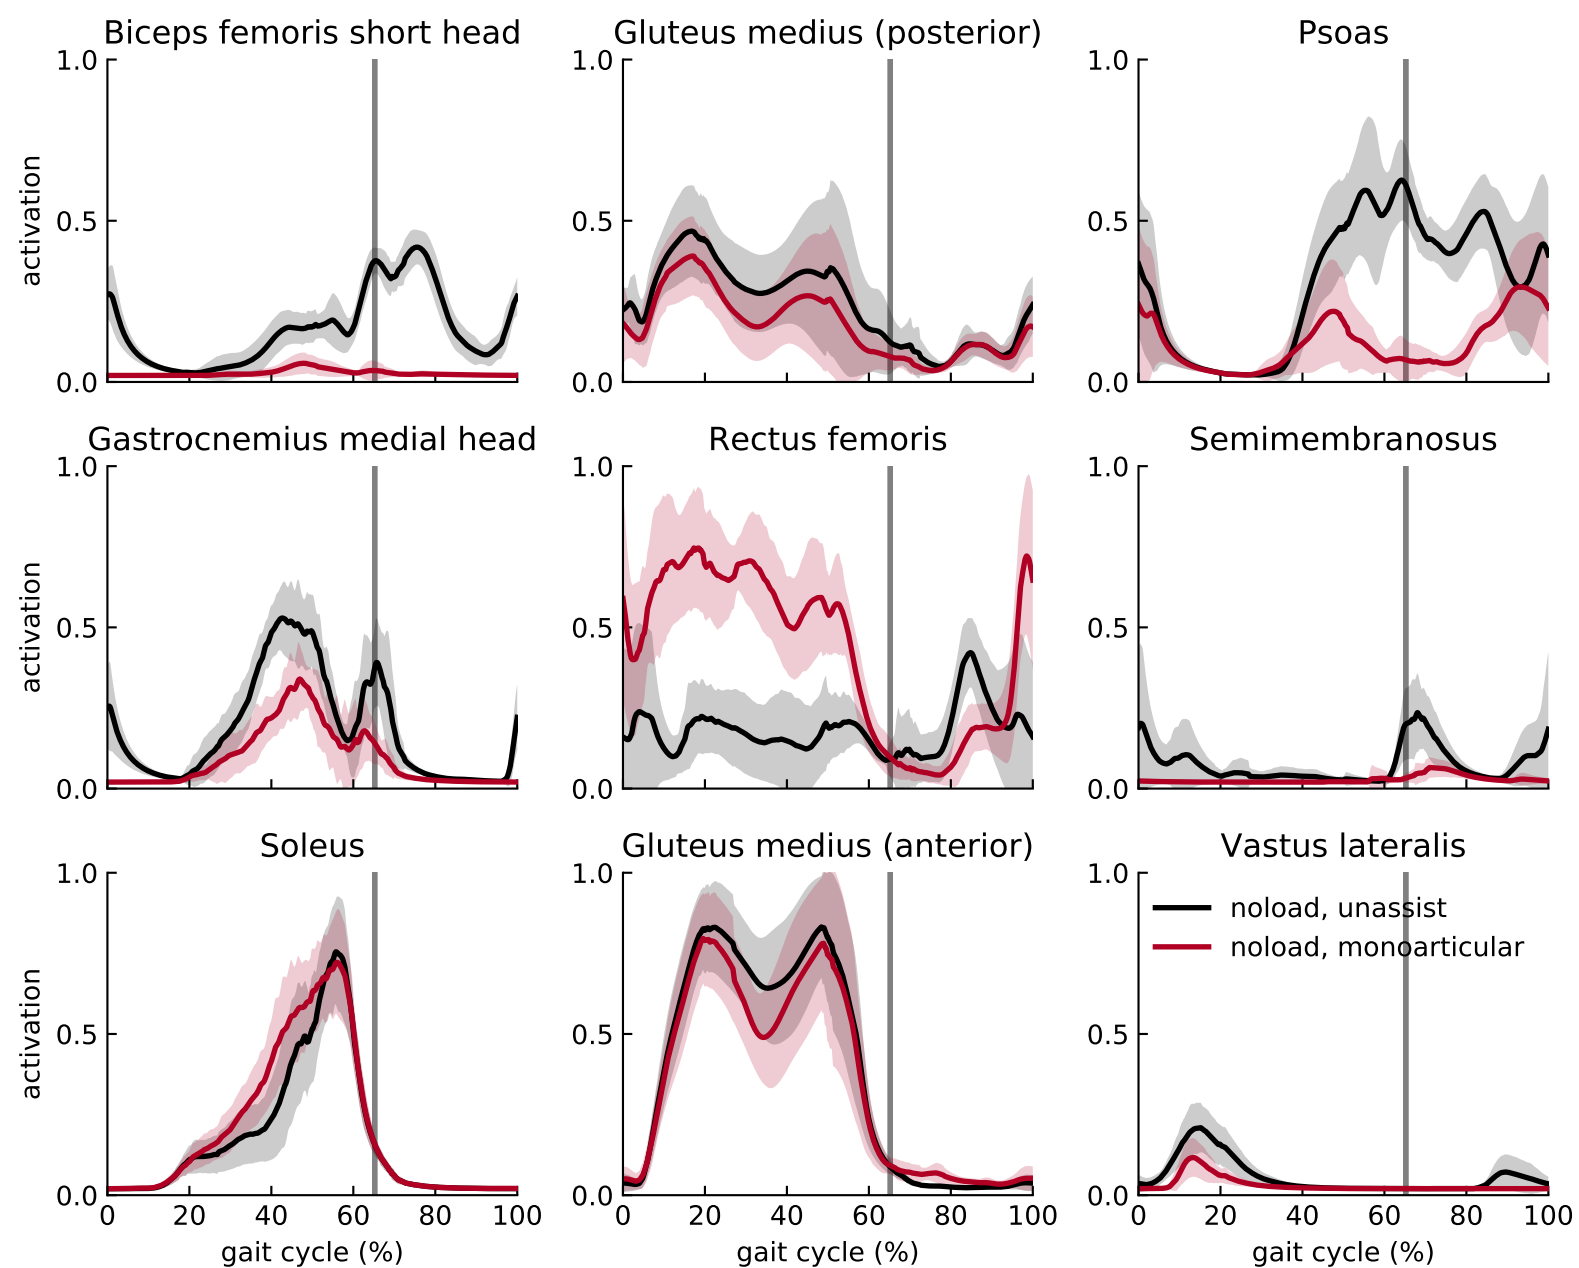 Biceps femoris short head
Gluteus medius (posterior)
Psoas
1.0
0.5
0.0
activation
1.0
0.5
0.0
1.0
0.5
0.0
Gastrocnemius medial head
Rectus femoris
Semimembranosus
1.0
0.5
0.0
activation
1.0
0.5
0.0
1.0
0.5
0.0
Soleus
Gluteus medius (anterior)
Vastus lateralis
1.0
0.5
0.0
activation
1.0
0.5
0.0
1.0
0.5
0.0
noload, unassist
noload, monoarticular
0 20 40 60 80 100
0 20 40 60 80 100
0 20 40 60 80 100
gait cycle (%)
gait cycle (%)
gait cycle (%)